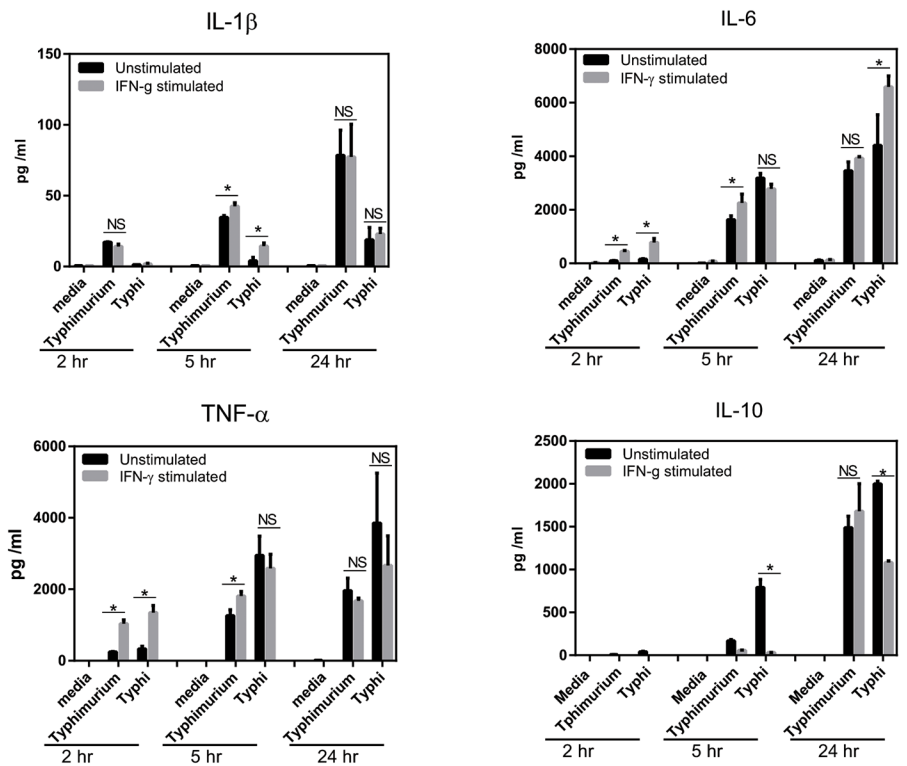 IL-1β
150
100
50
0
pg /ml
Unstimulated
IFN-g stimulated
NS
*
*
NS
NS
media
Typhimurium
Typhi
media
Typhimurium
Typhi
media
Typhimurium
Typhi
2 hr
5 hr
24 hr
IL-6
8000
6000
4000
2000
0
pg /ml
Unstimulated
IFN-γ stimulated
*
*
*
NS
NS
*
media
Typhimurium
Typhi
media
Typhimurium
Typhi
media
Typhimurium
Typhi
2 hr
5 hr
24 hr
TNF-α
6000
4000
2000
0
pg /ml
Unstimulated
IFN-γ stimulated
*
*
*
NS
NS
NS
media
Typhimurium
Typhi
media
Typhimurium
Typhi
media
Typhimurium
Typhi
2 hr
5 hr
24 hr
IL-10
2500
2000
1500
1000
500
0
pg /ml
Unstimulated
IFN-g stimulated
*
NS
*
Media
Tphimurium
Typhi
Media
Typhimurium
Typhi
Media
Typhimurium
Typhi
2 hr
5 hr
24 hr